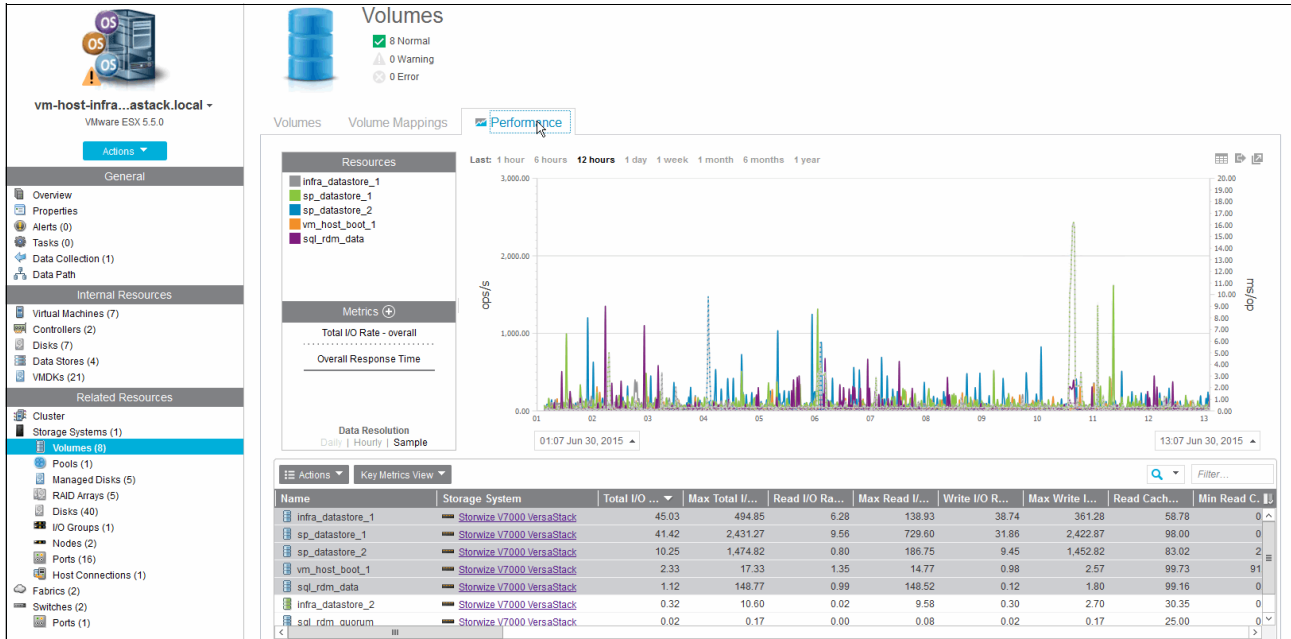 vm-host-infra...astack.local
VMware ESX 5.5.0
Actions
General
Overview
Properties
Alerts (0)
Tasks (0)
Data Collection (1)
Data Path
Internal Resources
Virtual Machines (7)
Controllers (2)
Disks (7)
Data Stores (4)
VMDKs (21)
Related Resources
Cluster
Storage Systems (1)
Volumes (8)
Pools (1)
Managed Disks (5)
RAID Arrays (5)
Disks (40)
I/O Groups (1)
Nodes (2)
Ports (16)
Host Connections (1)
Fabrics (2)
Switches (2)
Ports (1)
OS
OS
OS
Volumes
8 Normal
0 Warning
0 Error
Volumes Volume Mappings Performance
Resources
infra_datastore_1
sp_datastore_1
sp_datastore_2
vm_host_boot_1
sql_rdm_data
Metrics
Total I/O Rate - overall
Overall Response Time
Data Resolution
Daily | Hourly | Sample
Last: 1 hour 6 hours 12 hours 1 day 1 week 1 month 6 months 1 year
3,000.00
2,000.00
1,000.00
0.00
ops/s
20.00
19.00
18.00
17.00
16.00
15.00
14.00
13.00
12.00
11.00
10.00
9.00
8.00
7.00
6.00
5.00
4.00
3.00
2.00
1.00
0.00
ms/op
01 02 03 04 05 06 07 08 09 10 11 12 13
01:07 Jun 30, 2015 13:07 Jun 30, 2015
Actions Key Metrics View Filter...
Name Storage System Total I/O ... Max Total I/... Read I/O Ra... Max Read I/... Write I/O R... Max Write I... Read Cach... Min Read C.
infra_datastore_1 Storwize V7000 VersaStack 45.03 494.85 6.28 138.93 38.74 361.28 58.78 0
sp_datastore_1 Storwize V7000 VersaStack 41.42 2,431.27 9.56 729.60 31.86 2,422.87 98.00 0
sp_datastore_2 Storwize V7000 VersaStack 10.25 1,474.82 0.80 186.75 9.45 1,452.82 83.02 2
vm_host_boot_1 Storwize V7000 VersaStack 2.33 17.33 1.35 14.77 0.98 2.57 99.73 91
sql_rdm_data Storwize V7000 VersaStack 1.12 148.77 0.99 148.52 0.12 1.80 99.16 0
infra_datastore_2 Storwize V7000 VersaStack 0.32 10.60 0.02 9.58 0.30 2.70 30.35 0
sql_rdm_quorum Storwize V7000 VersaStack 0.02 0.17 0.00 0.08 0.02 0.17 25.00 0